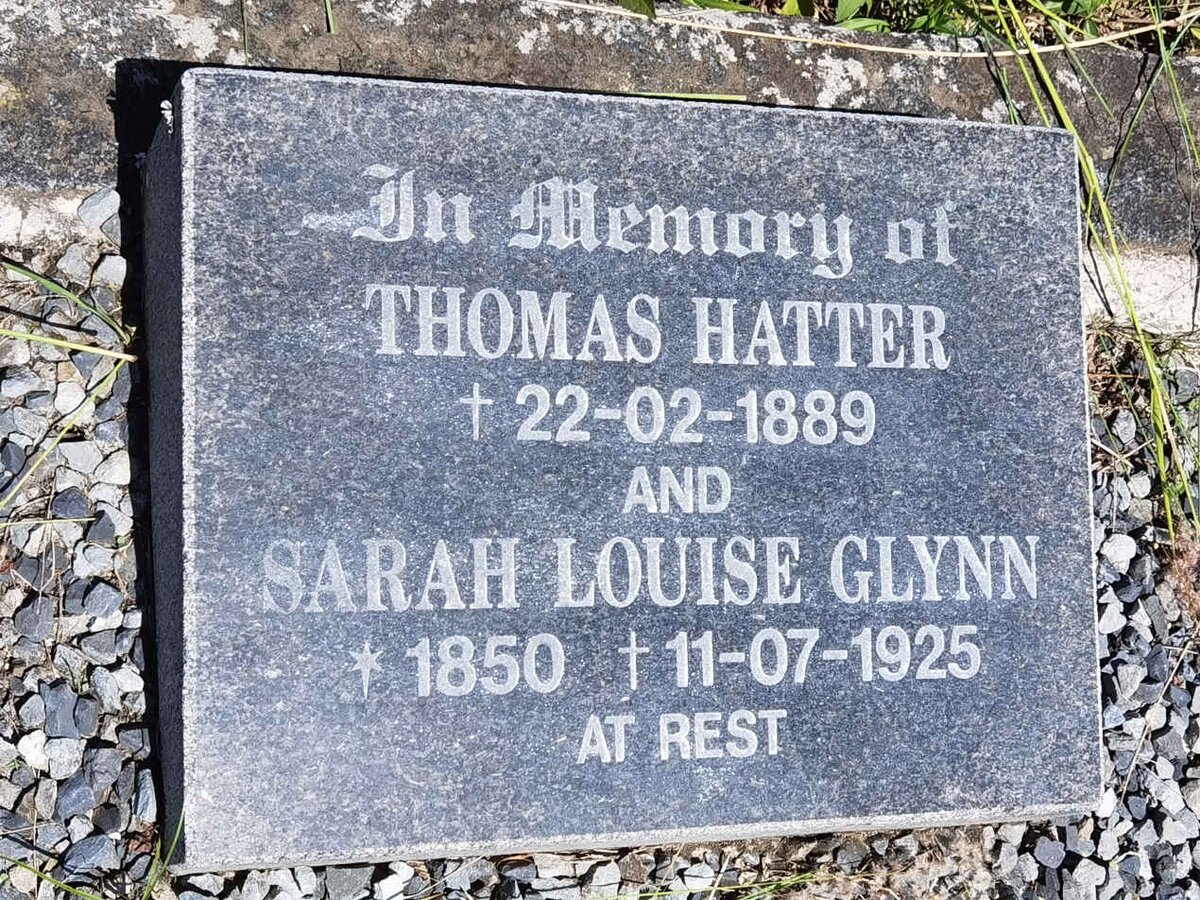 In Memory of
THOMAS HATTER
† 22-02-1889
AND
SARAH LOUISE GLYNN
* 1850 † 11-07-1925
AT REST